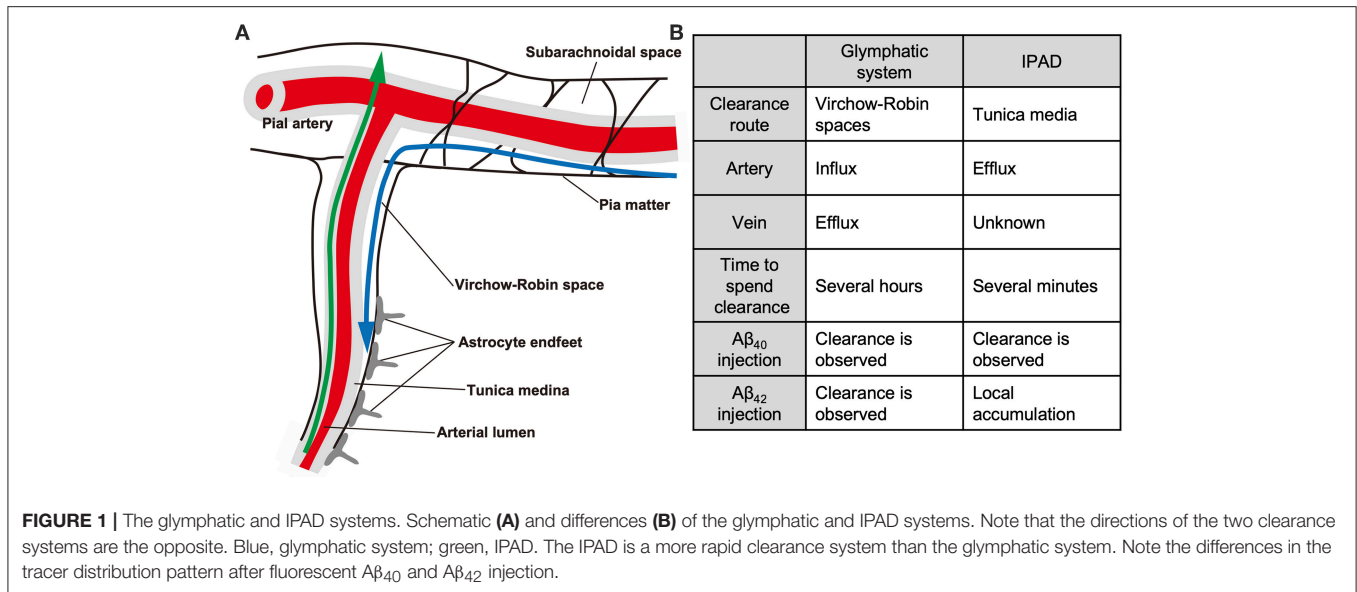 A
Subarachnoidal space
Pial artery
Pia matter
Virchow-Robin space
Astrocyte endfeet
Tunica medina
Arterial lumen
B
Glymphatic
system
IPAD
Clearance
route
Virchow-Robin
spaces
Tunica media
Artery
Influx
Efflux
Vein
Efflux
Unknown
Time to
spend
clearance
Several hours
Several minutes
Aβ40
injection
Clearance is
observed
Clearance is
observed
Aβ42
injection
Clearance is
observed
Local
accumulation
FIGURE 1 | The glymphatic and IPAD systems. Schematic (A) and differences (B) of the glymphatic and IPAD systems. Note that the directions of the two clearance
systems are the opposite. Blue, glymphatic system; green, IPAD. The IPAD is a more rapid clearance system than the glymphatic system. Note the differences in the
tracer distribution pattern after fluorescent Aβ40 and Aβ42 injection.